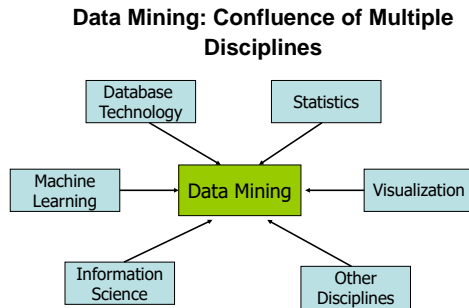 Data Mining: Confluence of Multiple
Disciplines
Database
Technology
Statistics
Machine
Learning
Data Mining
Visualization
Information
Science
Other
Disciplines